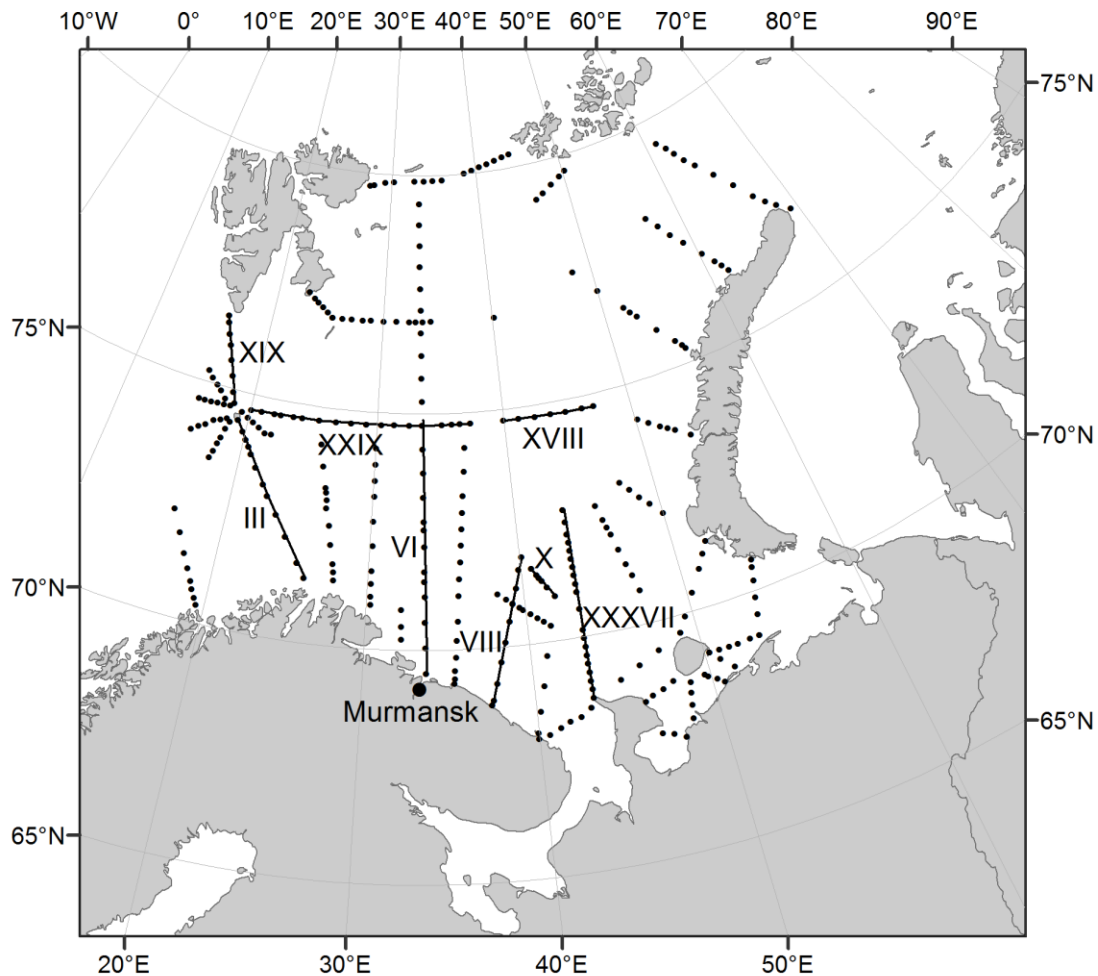 10°W 0° 10°E 20°E 30°E 40°E 50°E 60°E 70°E 80°E 90°E
75°N
75°N
XIX
XXIX XVIII
70°N
III VI X
70°N
VIII XXXVII
Murmansk
65°N
65°N
20°E 30°E 40°E 50°E